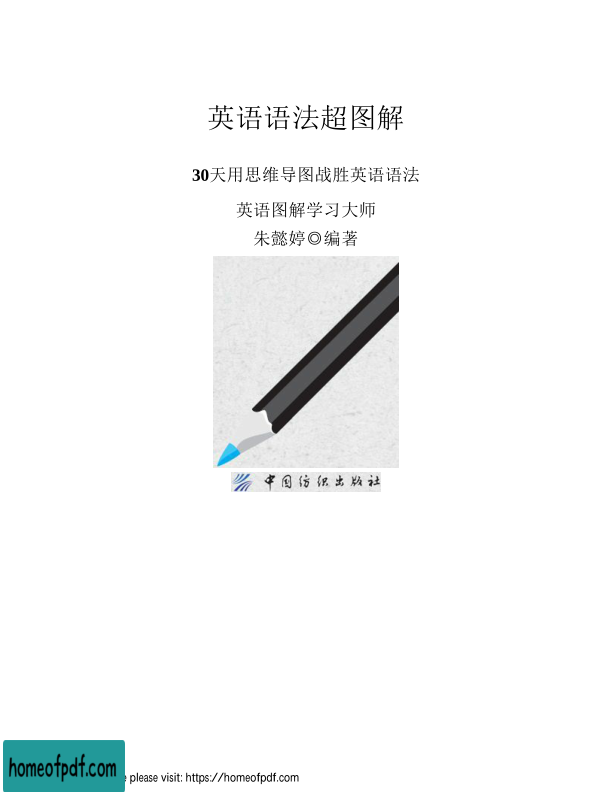 英语语法超图解
30天用思维导图战胜英语语法
英语图解学习大师
朱懿婷◎编著
中国纺织出版社
homeofpdf.com
e please visit: https://homeofpdf.com